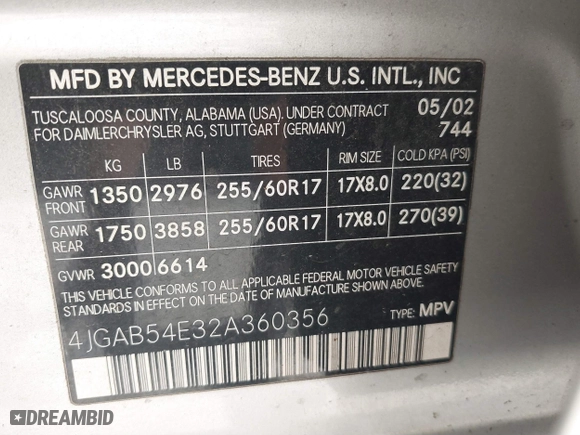 MFD BY MERCEDES-BENZ U.S. INTL., INC
TUSCALOOSA COUNTY, ALABAMA (USA). UNDER CONTRACT 05/02
FOR DAIMLERCHRYSLER AG, STUTTGART (GERMANY) 744
KG LB TIRES RIM SIZE COLD KPA (PSI)
GAWR FRONT 1350 2976 255/60R17 17X8.0 220(32)
GAWR REAR 1750 3858 255/60R17 17X8.0 270(39)
GVWR 3000 6614
THIS VEHICLE CONFORMS TO ALL APPLICABLE FEDERAL MOTOR VEHICLE SAFETY
STANDARDS IN EFFECT ON THE DATE OF MANUFACTURE SHOWN ABOVE.
4JGAB54E32A360356 TYPE: MPV
DREAMBID